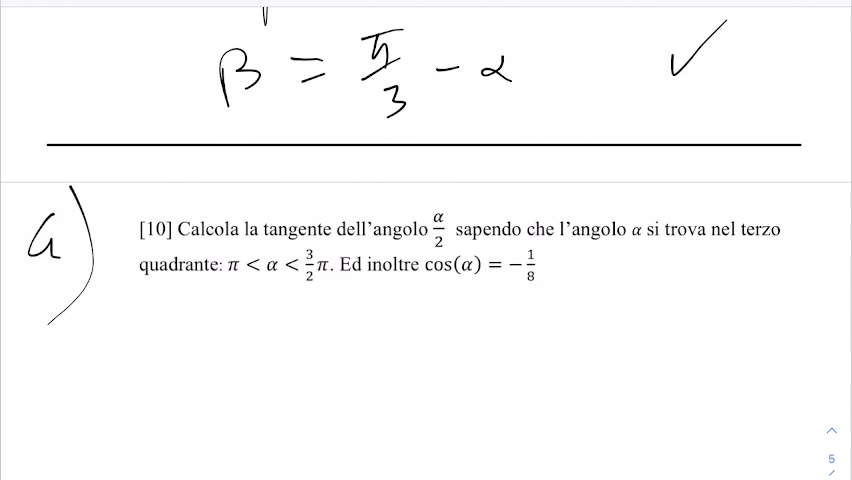 β = π/3 - α
a)
[10] Calcola la tangente dell'angolo α/2 sapendo che l'angolo α si trova nel terzo
quadrante: π < α < 3/2 π. Ed inoltre cos(α) = −1/8
5